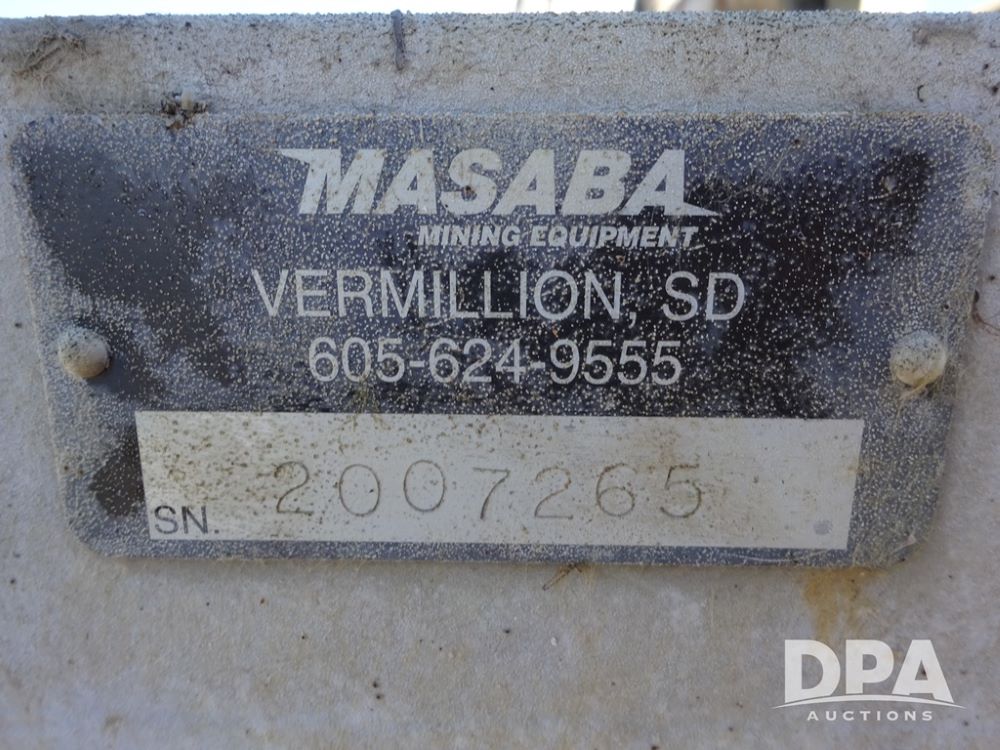 MASABA
MINING EQUIPMENT
VERMILLION, SD
605-624-9555
SN. 2007265
DPA
AUCTIONS